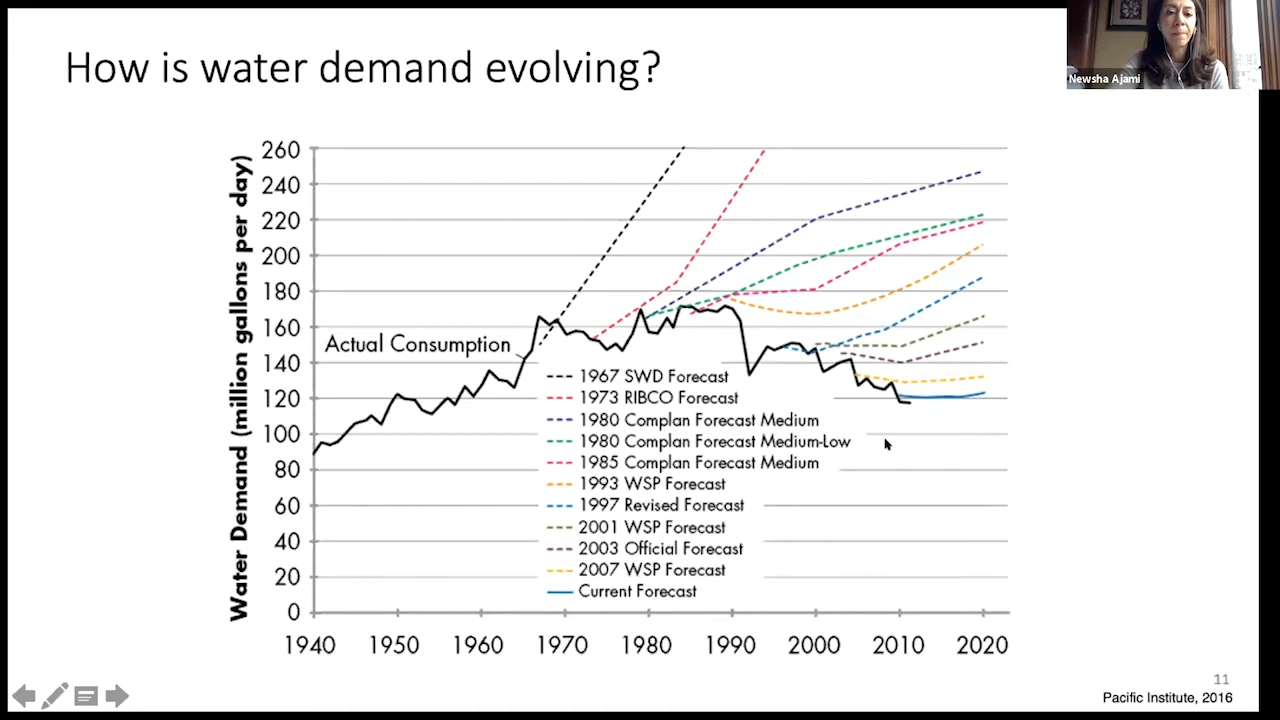 How is water demand evolving?
Newsha Ajami
Water Demand (million gallons per day)
260
240
220
200
180
160
140
120
100
80
60
40
20
0
Actual Consumption
1967 SWD Forecast
1973 RIBCO Forecast
1980 Complan Forecast Medium
1980 Complan Forecast Medium-Low
1985 Complan Forecast Medium
1993 WSP Forecast
1997 Revised Forecast
2001 WSP Forecast
2003 Official Forecast
2007 WSP Forecast
Current Forecast
1940 1950 1960 1970 1980 1990 2000 2010 2020
11
Pacific Institute, 2016